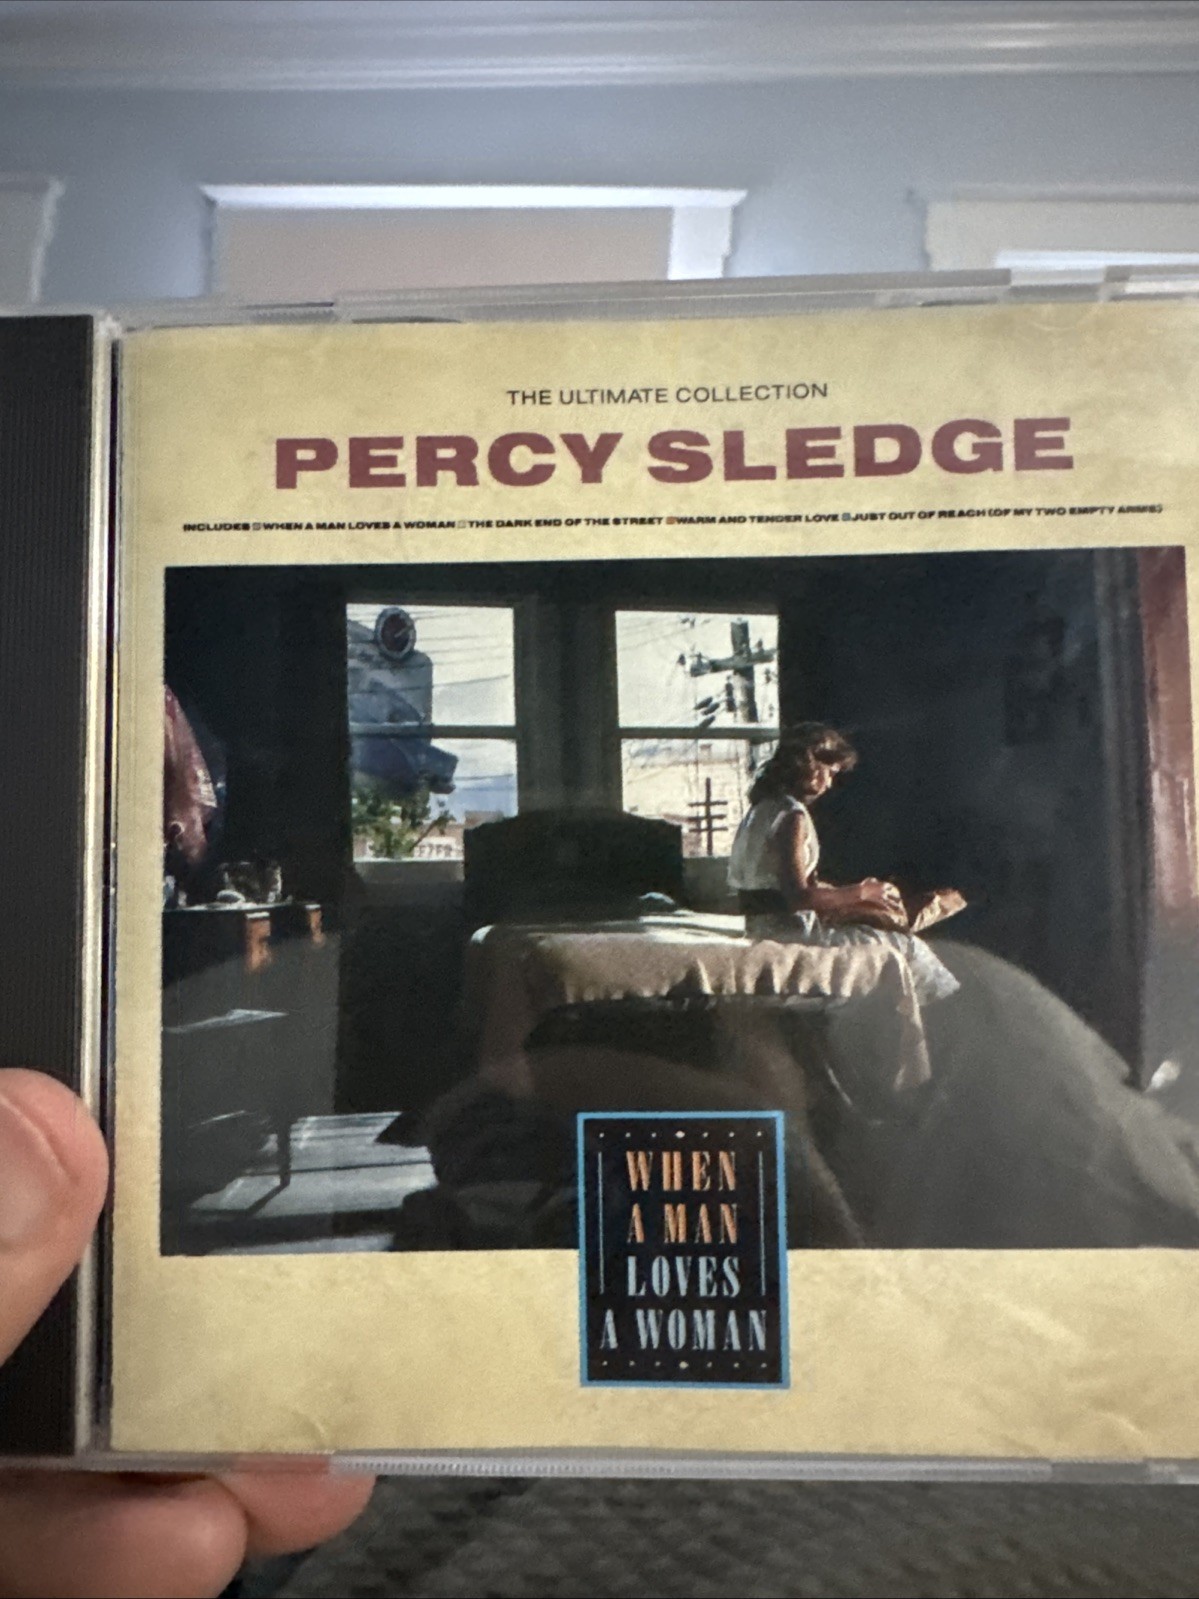 THE ULTIMATE COLLECTION
PERCY SLEDGE
INCLUDES WHEN A MAN LOVES A WOMAN THE DARK END OF THE STREET WARM AND TENDER LOVE JUST OUT OF REACH (OF MY TWO EMPTY ARMS)
WHEN
A MAN
LOVES
A WOMAN